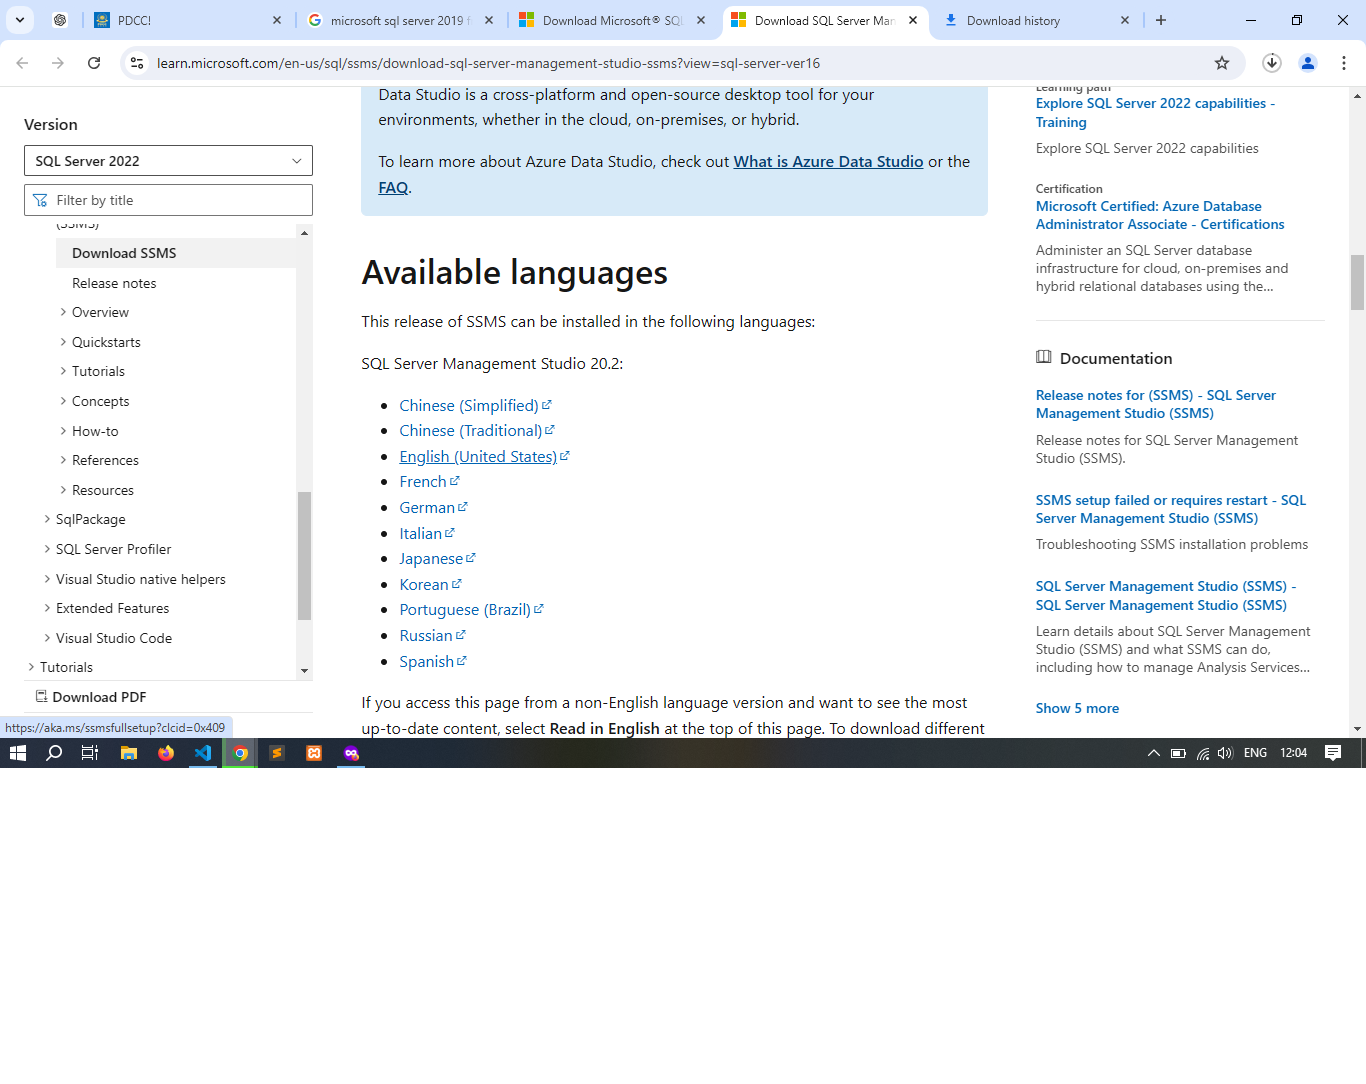 PDCC!
microsoft sql server 2019 f
Download Microsoft® SQL
Download SQL Server Man
Download history
learn.microsoft.com/en-us/sql/ssms/download-sql-server-management-studio-ssms?view=sql-server-ver16
Version
SQL Server 2022
Filter by title
(SSMS)
Download SSMS
Release notes
Overview
Quickstarts
Tutorials
Concepts
How-to
References
Resources
SqlPackage
SQL Server Profiler
Visual Studio native helpers
Extended Features
Visual Studio Code
Tutorials
Download PDF
https://aka.ms/ssmsfullsetup?clcid=0x409
Data Studio is a cross-platform and open-source desktop tool for your
environments, whether in the cloud, on-premises, or hybrid.
To learn more about Azure Data Studio, check out What is Azure Data Studio or the
FAQ.
Available languages
This release of SSMS can be installed in the following languages:
SQL Server Management Studio 20.2:
Chinese (Simplified)
Chinese (Traditional)
English (United States)
French
German
Italian
Japanese
Korean
Portuguese (Brazil)
Russian
Spanish
If you access this page from a non-English language version and want to see the most
up-to-date content, select Read in English at the top of this page. To download different
Learning path
Explore SQL Server 2022 capabilities -
Training
Explore SQL Server 2022 capabilities
Certification
Microsoft Certified: Azure Database
Administrator Associate - Certifications
Administer an SQL Server database
infrastructure for cloud, on-premises and
hybrid relational databases using the...
Documentation
Release notes for (SSMS) - SQL Server
Management Studio (SSMS)
Release notes for SQL Server Management
Studio (SSMS).
SSMS setup failed or requires restart - SQL
Server Management Studio (SSMS)
Troubleshooting SSMS installation problems
SQL Server Management Studio (SSMS) -
SQL Server Management Studio (SSMS)
Learn details about SQL Server Management
Studio (SSMS) and what SSMS can do,
including how to manage Analysis Services...
Show 5 more
ENG
12:04